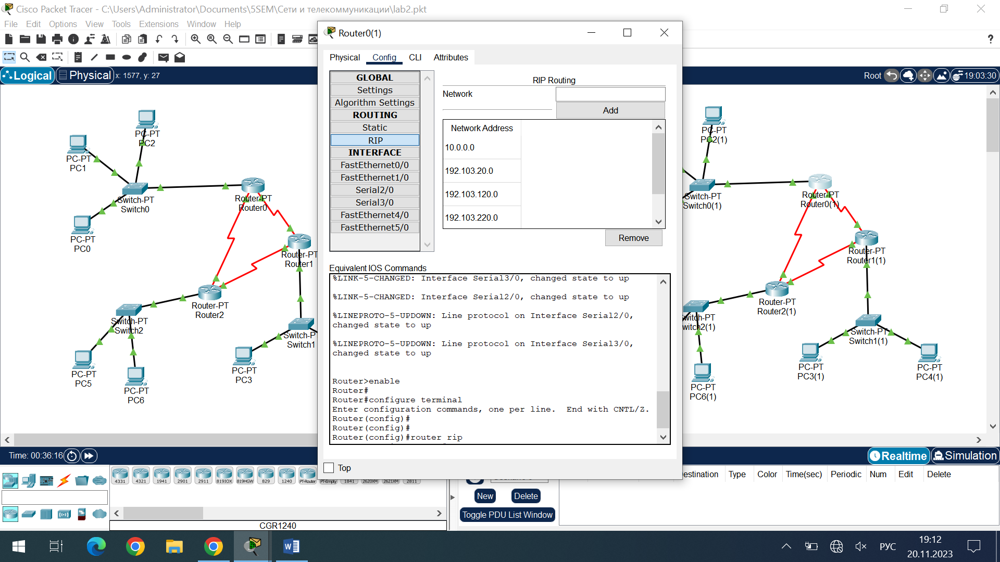 Cisco Packet Tracer - C:\Users\Administrator\Documents\5SEM\Сети и телекоммуникации\lab2.pkt
File Edit Options View Tools Extensions Window Help
?
Logical Physical x: 1577, y: 27
Root 19:03:30
PC-PT
PC2
PC-PT
PC1
Switch-PT
Switch0
PC-PT
PC0
Router-PT
Router0
Router-PT
Router1
Router-PT
Router2
Switch-PT
Switch2
Switch-P
Switch1
PC-PT
PC5
PC-PT
PC6
PC-PT
PC3
Router0(1)
Physical Config CLI Attributes
GLOBAL
Settings
Algorithm Settings
ROUTING
Static
RIP
INTERFACE
FastEthernet0/0
FastEthernet1/0
Serial2/0
Serial3/0
FastEthernet4/0
FastEthernet5/0
RIP Routing
Network
Add
Network Address
10.0.0.0
192.103.20.0
192.103.120.0
192.103.220.0
Remove
Equivalent IOS Commands
%LINK-5-CHANGED: Interface Serial3/0, changed state to up
%LINK-5-CHANGED: Interface Serial2/0, changed state to up
%LINEPROTO-5-UPDOWN: Line protocol on Interface Serial2/0,
changed state to up
%LINEPROTO-5-UPDOWN: Line protocol on Interface Serial3/0,
changed state to up
Router>enable
Router#
Router#configure terminal
Enter configuration commands, one per line.  End with CNTL/Z.
Router(config)#
Router(config)#
Router(config)#router rip
Top
PC-PT
PC2(1)
Switch-PT
Switch0(1)
Router-PT
Router0(1)
Router-PT
Router1(1)
Router-PT
Router2(1)
witch-PT
witch2(1)
Switch-PT
Switch1(1)
PC-PT
PC3(1)
PC-PT
PC4(1)
PC-PT
PC6(1)
Time: 00:36:16
Realtime Simulation
4331 4321 1941 2901 2911 819IOX 819HGW 829 1240 PT-Router PT-Empty 1841 2620XM 2621XM 2811
CGR1240
New Delete
Toggle PDU List Window
estination Type Color Time(sec) Periodic Num Edit Delete
РУС
19:12
20.11.2023